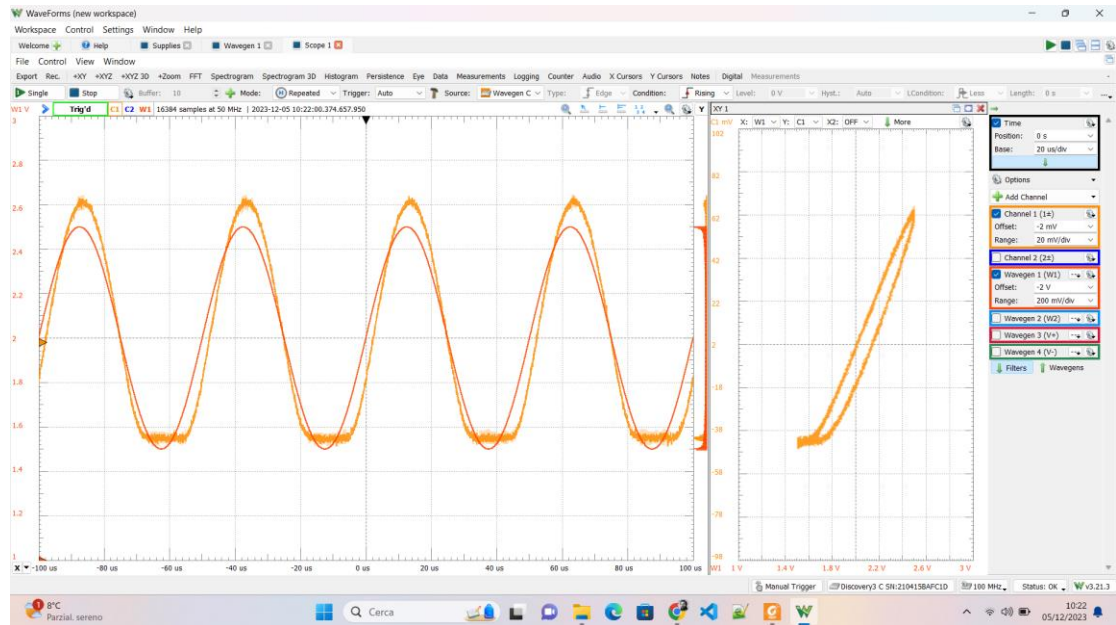 WaveForms (new workspace)
Workspace Control Settings Window Help
Welcome Help Supplies Wavegen 1 Scope 1
File Control View Window
Export Rec. +XY +XYZ +XYZ 3D +Zoom FFT Spectrogram Spectrogram 3D Histogram Persistence Eye Data Measurements Logging Counter Audio X Cursors Y Cursors Notes Digital Measurements
Single Stop Buffer: 10 Mode: Repeated Trigger: Auto Source: Wavegen C Type: Edge Condition: Rising Level: 0 V Hyst.: Auto LCondition: Less Length: 0 s
W1 V Trig'd C1 C2 W1 16384 samples at 50 MHz | 2023-12-05 10:22:00.374.657.950 Y
3
2.8
2.6
2.4
2.2
2
1.8
1.6
1.4
1.2
1
X -100 us -80 us -60 us -40 us -20 us 0 us 20 us 40 us 60 us 80 us 100 us
XY 1
C1 mV X: W1 Y: C1 X2: OFF More
102
82
62
42
22
2
-18
-38
-58
-78
-98
W1 1 V 1.4 V 1.8 V 2.2 V 2.6 V 3 V
Time
Position: 0 s
Base: 20 us/div
Options
Add Channel
Channel 1 (1±)
Offset: -2 mV
Range: 20 mV/div
Channel 2 (2±)
Wavegen 1 (W1)
Offset: -2 V
Range: 200 mV/div
Wavegen 2 (W2)
Wavegen 3 (V+)
Wavegen 4 (V-)
Filters Wavegens
Manual Trigger Discovery3 C SN:210415BAFC1D 100 MHz Status: OK v3.21.3
8°C
Parzial. sereno
Cerca
10:22
05/12/2023